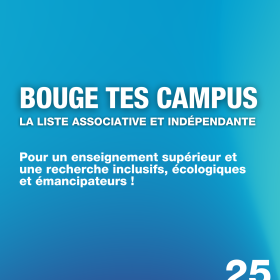 BOUGE TES CAMPUS
LA LISTE ASSOCIATIVE ET INDÉPENDANTE
Pour un enseignement supérieur et
une recherche inclusifs, écologiques
et émancipateurs !
25